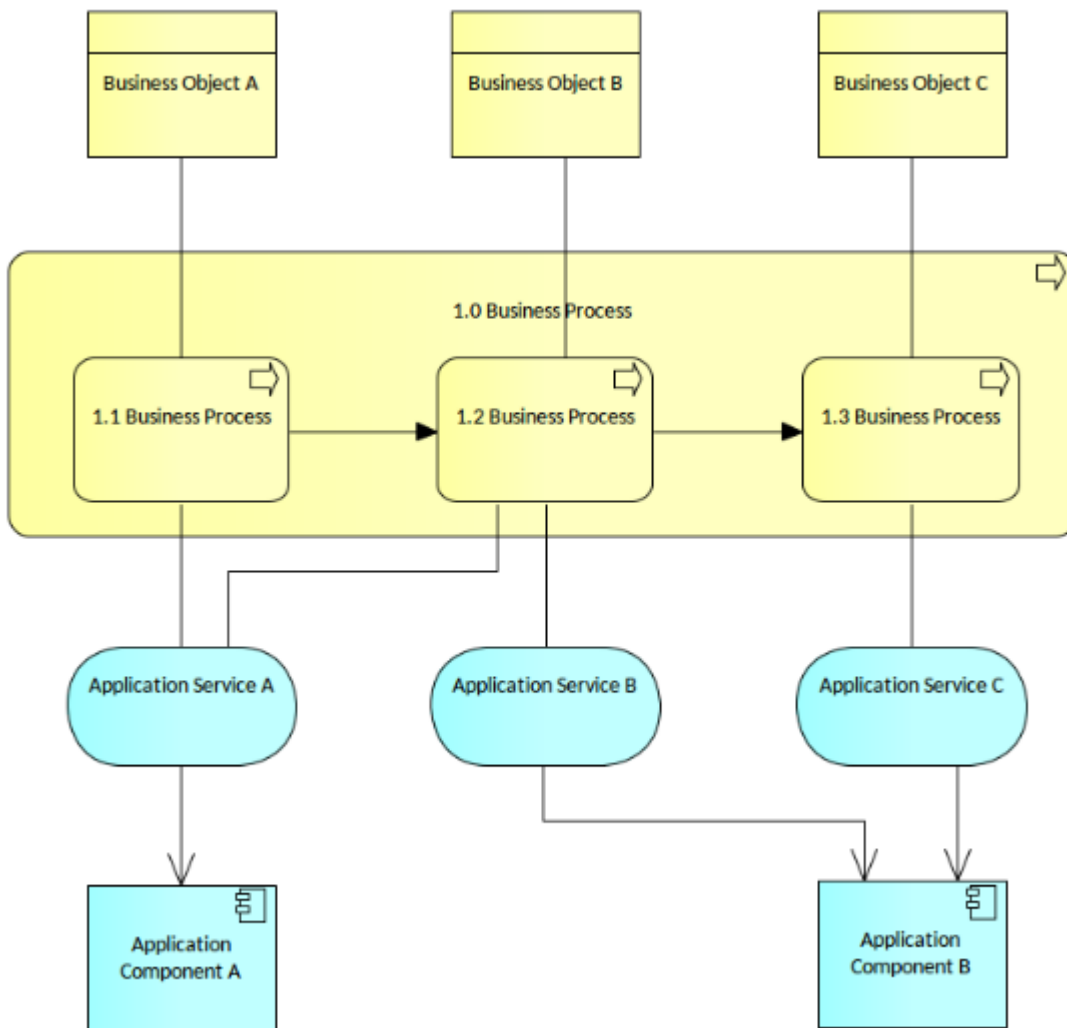 Business Object A
Business Object B
Business Object C
1.0 Business Process
1.1 Business Process
1.2 Business Process
1.3 Business Process
Application Service A
Application Service B
Application Service C
Application
Component A
Application
Component B